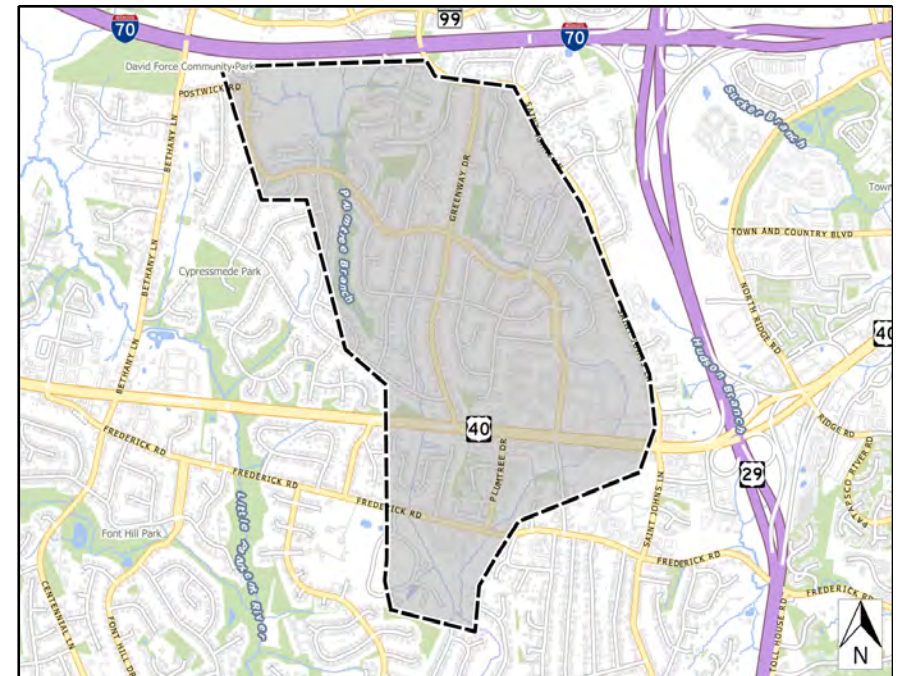 99
70
70
David Force Community Park
POSTWICK RD
BETHANY LN
Sucker Branch
Town
GREENWAY DR
Plumtree Branch
TOWN AND COUNTRY BLVD
Cypressmede Park
BETHANY LN
NORTH RIDGE RD
Hudson Branch
40
40
FREDERICK RD
FREDERICK RD
FREDERICK RD
PLUMTREE DR
RIDGE RD
29
PATAPSCO RIVER RD
SAINT JOHNS LN
Font Hill Park
Little Patuxent River
FREDERICK RD
FREDERICK RD
CENTENNIAL LN
FONT HILL DR
TOLL HOUSE RD
N